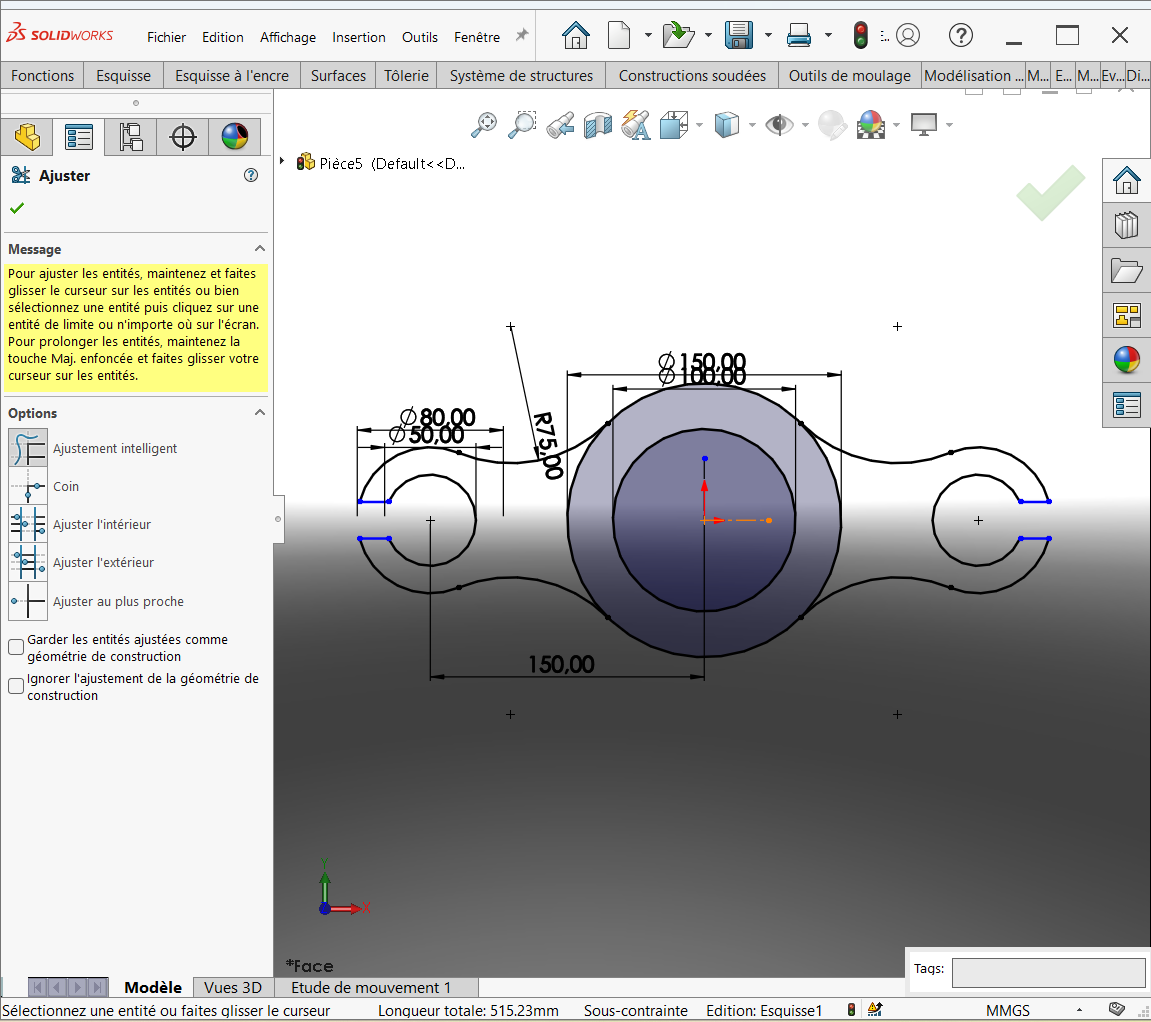 SOLIDWORKS
Fichier Edition Affichage Insertion Outils Fenêtre
Fonctions Esquisse Esquisse à l'encre Surfaces Tôlerie Système de structures Constructions soudées Outils de moulage Modélisation ... M... E... M... Ev... Di...
Pièce5 (Default<<D...
Ajuster
Message
Pour ajuster les entités, maintenez et faites
glisser le curseur sur les entités ou bien
sélectionnez une entité puis cliquez sur une
entité de limite ou n'importe où sur l'écran.
Pour prolonger les entités, maintenez la
touche Maj. enfoncée et faites glisser votre
curseur sur les entités.
Options
Ajustement intelligent
Coin
Ajuster l'intérieur
Ajuster l'extérieur
Ajuster au plus proche
Garder les entités ajustées comme
géométrie de construction
Ignorer l'ajustement de la géométrie de
construction
∅150,00
∅100,00
∅80,00
∅50,00
R75,00
150,00
Y
X
*Face
Tags:
Modèle Vues 3D Etude de mouvement 1
Sélectionnez une entité ou faites glisser le curseur Longueur totale: 515.23mm Sous-contrainte Edition: Esquisse1 MMGS